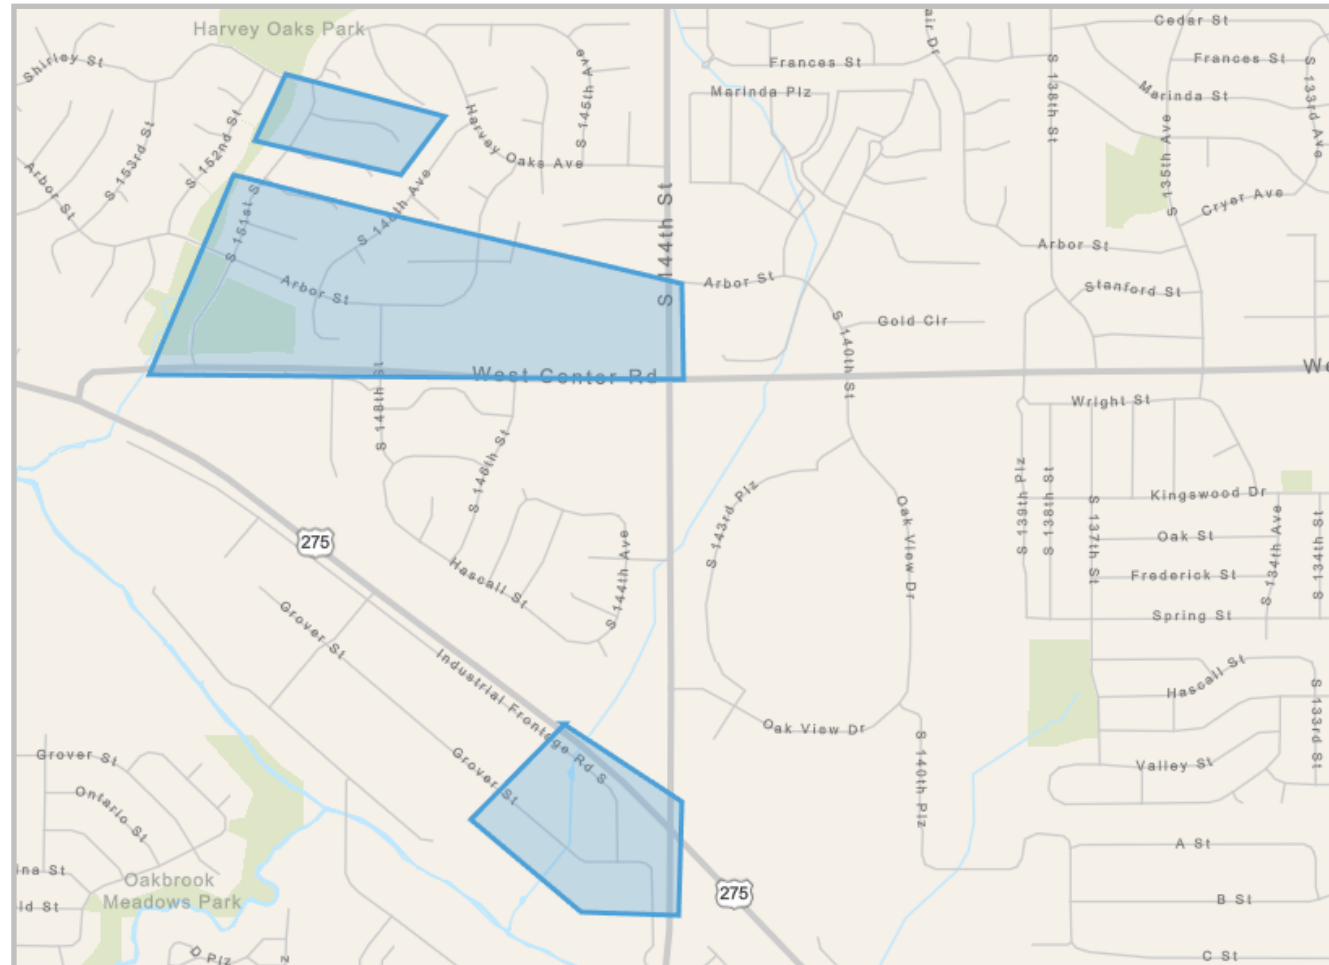 Harvey Oaks Park
Cedar St
Frances St
Frances St
Shirley St
S 145th Ave
S 138th St
S 133rd Ave
Marinda Plz
Marinda St
Harvey Oaks Ave
S 152nd St
S 153rd St
S 135th Ave
Arbor St
S 151st S
S 144th St
Cryer Ave
Arbor St
Arbor St
Arbor St
Stanford St
Gold Cir
S 140th St
West Center Rd
We
Wright St
S 148th St
S 139th Plz
S 138th St
S 143rd Plz
Oak View Dr
Kingswood Dr
S 137th St
S 134th Ave
S 134th St
Oak St
275
Hascall St
S 144th Ave
Frederick St
Grover St
Spring St
Industrial Frontage Rd S
Hascall St
S 133rd St
Oak View Dr
S 140th Plz
Grover St
Grover St
Valley St
Ontario St
A St
ina St
Oakbrook
Meadows Park
275
B St
ld St
D Plz
C St